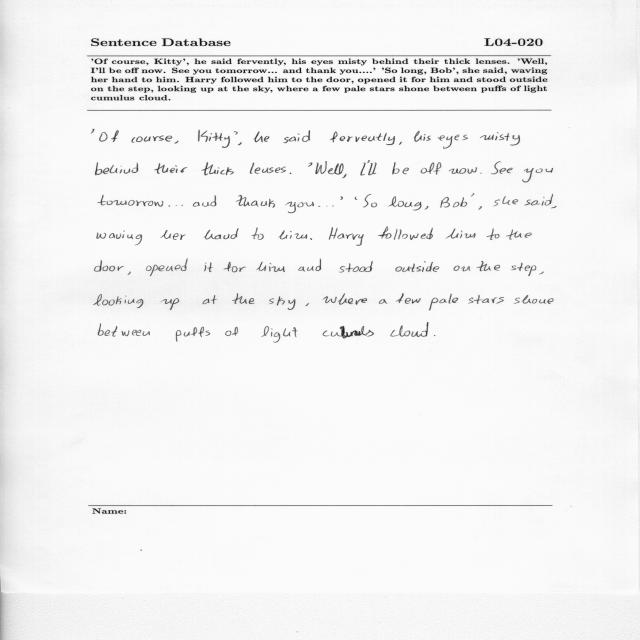 Sentence Database L04-020
'Of course, Kitty', he said fervently, his eyes misty behind their thick lenses. 'Well,
I'll be off now. See you tomorrow... and thank you....' 'So long, Bob', she said, waving
her hand to him. Harry followed him to the door, opened it for him and stood outside
on the step, looking up at the sky, where a few pale stars shone between puffs of light
cumulus cloud.
'Of course, Kitty', he said fervently, his eyes misty
behind their thick lenses. 'Well, I'll be off now. See you
tomorrow... and thank you...' 'So long, Bob', she said,
waving her hand to him. Harry followed him to the
door, opened it for him and stood outside on the step,
looking up at the sky, where a few pale stars shone
between puffs of light cloud.
Name: